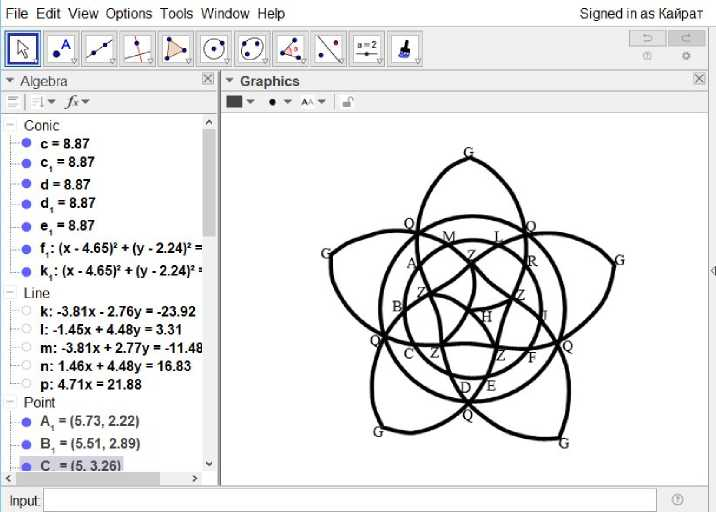 File Edit View Options Tools Window Help
Signed in as Кайрат
A
a = 2
Algebra
Graphics
fx
AA
Conic
c = 8.87
c₁ = 8.87
d = 8.87
d₁ = 8.87
e₁ = 8.87
f₁: (x - 4.65)² + (y - 2.24)² =
k₁: (x - 4.65)² + (y - 2.24)² =
Line
k: -3.81x - 2.76y = -23.92
l: -1.45x + 4.48y = 3.31
m: -3.81x + 2.77y = -11.48
n: 1.46x + 4.48y = 16.83
p: 4.71x = 21.88
Point
A₁ = (5.73, 2.22)
B₁ = (5.51, 2.89)
C = (5, 3.26)
G
Q Q
M L
G A Z R G
Z Z
B H J
Q C Z Z F Q
D E
Q
G G
Input: